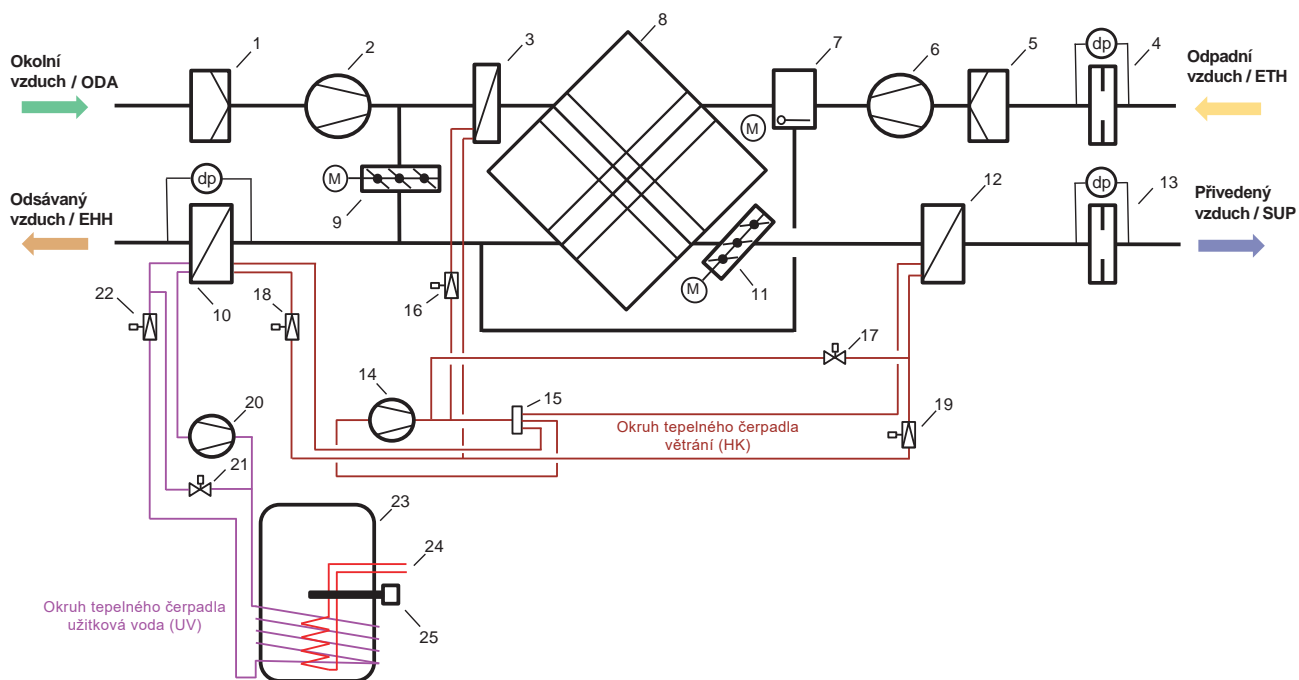 1
2
3
8
7
6
5
dp
4
Okolní
vzduch / ODA
Odpadní
vzduch / ETH
M
M
dp
9
12
dp
13
Odsávaný
vzduch / EHH
Přivedený
vzduch / SUP
M
11
22
10
18
16
17
14
15
19
20
Okruh tepelného čerpadla
větrání (HK)
21
23
24
25
Okruh tepelného čerpadla
užitková voda (UV)